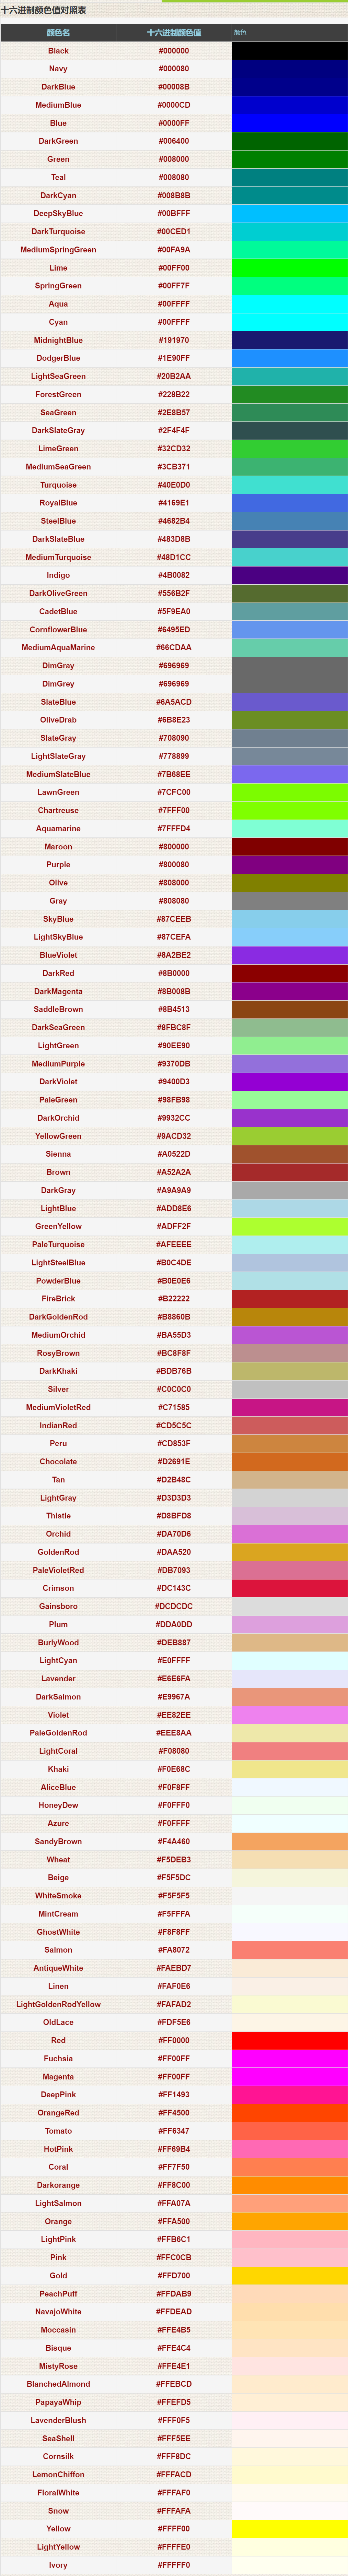 十六进制颜色值对照表
颜色名 十六进制颜色值 颜色
Black #000000
Navy #000080
DarkBlue #00008B
MediumBlue #0000CD
Blue #0000FF
DarkGreen #006400
Green #008000
Teal #008080
DarkCyan #008B8B
DeepSkyBlue #00BFFF
DarkTurquoise #00CED1
MediumSpringGreen #00FA9A
Lime #00FF00
SpringGreen #00FF7F
Aqua #00FFFF
Cyan #00FFFF
MidnightBlue #191970
DodgerBlue #1E90FF
LightSeaGreen #20B2AA
ForestGreen #228B22
SeaGreen #2E8B57
DarkSlateGray #2F4F4F
LimeGreen #32CD32
MediumSeaGreen #3CB371
Turquoise #40E0D0
RoyalBlue #4169E1
SteelBlue #4682B4
DarkSlateBlue #483D8B
MediumTurquoise #48D1CC
Indigo #4B0082
DarkOliveGreen #556B2F
CadetBlue #5F9EA0
CornflowerBlue #6495ED
MediumAquaMarine #66CDAA
DimGray #696969
DimGrey #696969
SlateBlue #6A5ACD
OliveDrab #6B8E23
SlateGray #708090
LightSlateGray #778899
MediumSlateBlue #7B68EE
LawnGreen #7CFC00
Chartreuse #7FFF00
Aquamarine #7FFFD4
Maroon #800000
Purple #800080
Olive #808000
Gray #808080
SkyBlue #87CEEB
LightSkyBlue #87CEFA
BlueViolet #8A2BE2
DarkRed #8B0000
DarkMagenta #8B008B
SaddleBrown #8B4513
DarkSeaGreen #8FBC8F
LightGreen #90EE90
MediumPurple #9370DB
DarkViolet #9400D3
PaleGreen #98FB98
DarkOrchid #9932CC
YellowGreen #9ACD32
Sienna #A0522D
Brown #A52A2A
DarkGray #A9A9A9
LightBlue #ADD8E6
GreenYellow #ADFF2F
PaleTurquoise #AFEEEE
LightSteelBlue #B0C4DE
PowderBlue #B0E0E6
FireBrick #B22222
DarkGoldenRod #B8860B
MediumOrchid #BA55D3
RosyBrown #BC8F8F
DarkKhaki #BDB76B
Silver #C0C0C0
MediumVioletRed #C71585
IndianRed #CD5C5C
Peru #CD853F
Chocolate #D2691E
Tan #D2B48C
LightGray #D3D3D3
Thistle #D8BFD8
Orchid #DA70D6
GoldenRod #DAA520
PaleVioletRed #DB7093
Crimson #DC143C
Gainsboro #DCDCDC
Plum #DDA0DD
BurlyWood #DEB887
LightCyan #E0FFFF
Lavender #E6E6FA
DarkSalmon #E9967A
Violet #EE82EE
PaleGoldenRod #EEE8AA
LightCoral #F08080
Khaki #F0E68C
AliceBlue #F0F8FF
HoneyDew #F0FFF0
Azure #F0FFFF
SandyBrown #F4A460
Wheat #F5DEB3
Beige #F5F5DC
WhiteSmoke #F5F5F5
MintCream #F5FFFA
GhostWhite #F8F8FF
Salmon #FA8072
AntiqueWhite #FAEBD7
Linen #FAF0E6
LightGoldenRodYellow #FAFAD2
OldLace #FDF5E6
Red #FF0000
Fuchsia #FF00FF
Magenta #FF00FF
DeepPink #FF1493
OrangeRed #FF4500
Tomato #FF6347
HotPink #FF69B4
Coral #FF7F50
Darkorange #FF8C00
LightSalmon #FFA07A
Orange #FFA500
LightPink #FFB6C1
Pink #FFC0CB
Gold #FFD700
PeachPuff #FFDAB9
NavajoWhite #FFDEAD
Moccasin #FFE4B5
Bisque #FFE4C4
MistyRose #FFE4E1
BlanchedAlmond #FFEBCD
PapayaWhip #FFEFD5
LavenderBlush #FFF0F5
SeaShell #FFF5EE
Cornsilk #FFF8DC
LemonChiffon #FFFACD
FloralWhite #FFFAF0
Snow #FFFAFA
Yellow #FFFF00
LightYellow #FFFFE0
Ivory #FFFFF0